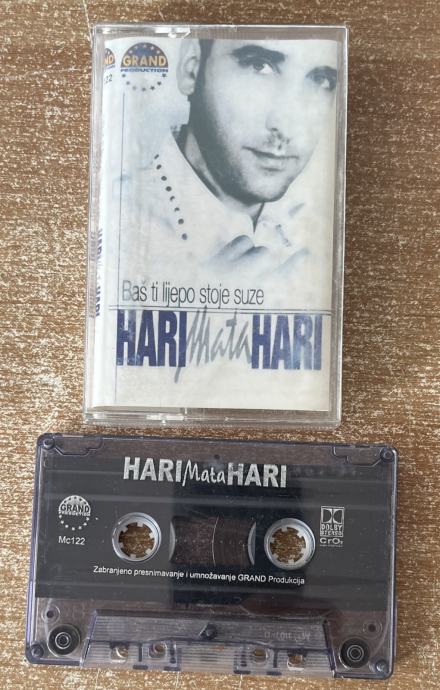 GRAND
PRODUCTION
Baš ti lijepo stoje suze
HARI Mata HARI
HARI Mata HARI
GRAND
PRODUCTION
Mc122
DOLBY
STEREO
CrO₂
Zabranjeno presnimavanje i umnožavanje GRAND Produkcija